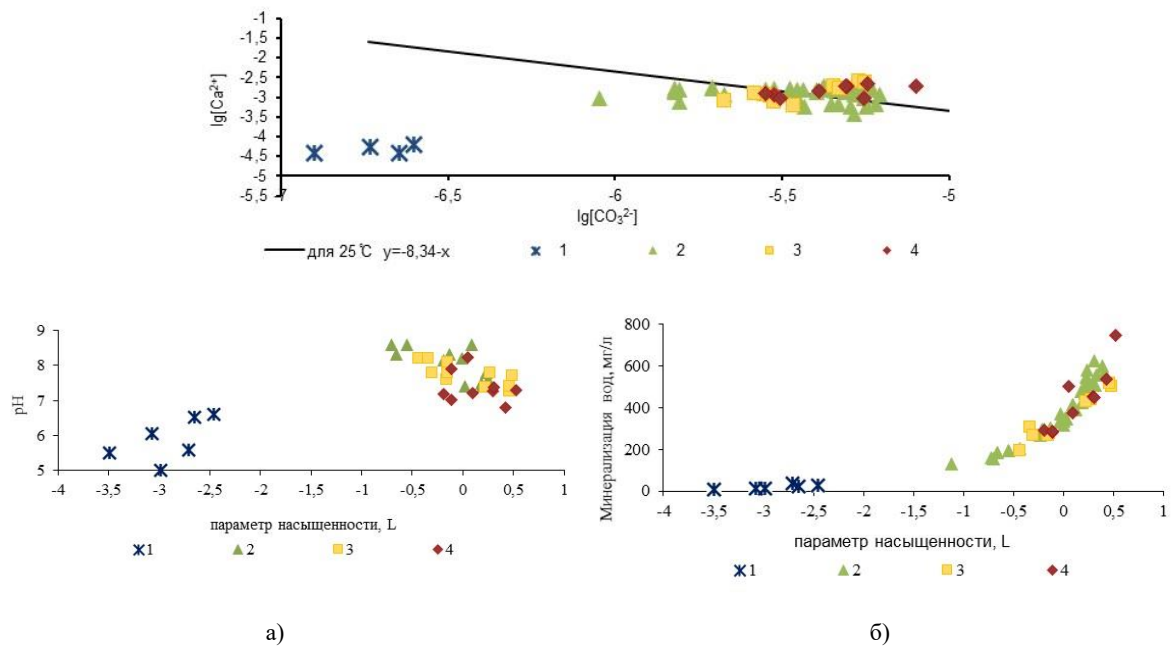 -1
-1,5
-2
-2,5
-3
-3,5
-4
-4,5
-5
-5,5
lg[Ca²⁺]
-7 -6,5 -6 -5,5 -5
lg[CO₃²⁻]
для 25℃ y=-8,34-x 1 2 3 4
9
8
7
6
5
pH
-4 -3,5 -3 -2,5 -2 -1,5 -1 -0,5 0 0,5 1
параметр насыщенности, L
1 2 3 4
800
600
400
200
0
Минерализация вод, мг/л
-4 -3,5 -3 -2,5 -2 -1,5 -1 -0,5 0 0,5 1
параметр насыщенности, L
1 2 3 4
а) б)